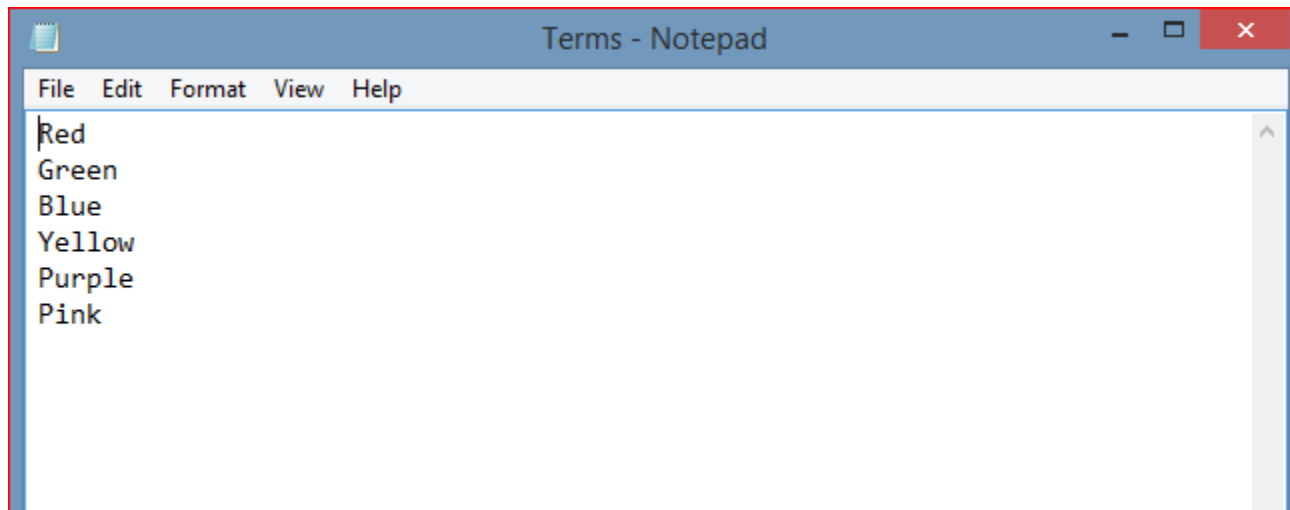 Terms - Notepad
File Edit Format View Help
Red
Green
Blue
Yellow
Purple
Pink